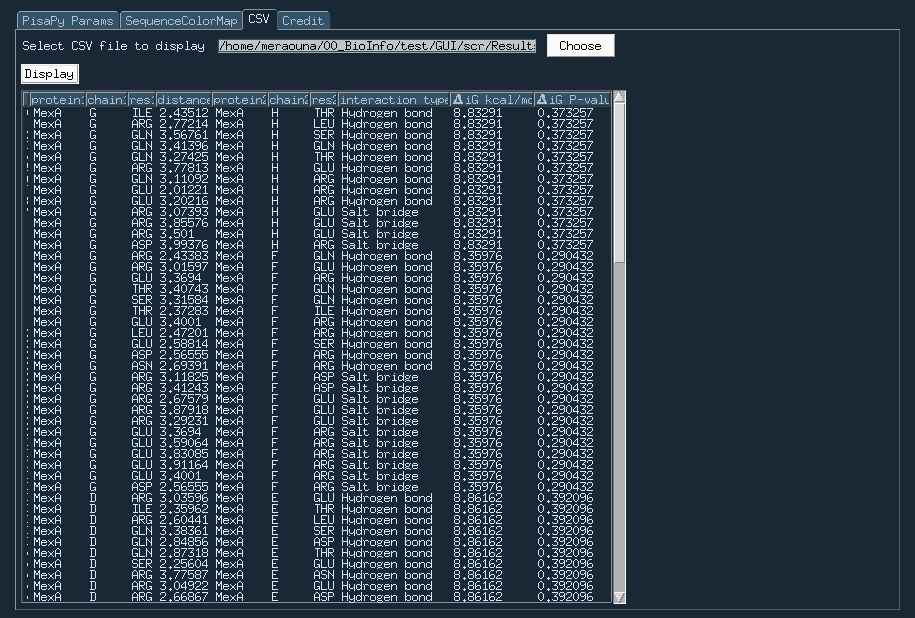 PisaPy Params SequenceColorMap CSV Credit
Select CSV file to display /home/meraouna/00_BioInfo/test/GUI/scr/Result Choose
Display
protein chain res distance protein chain res interaction type ΔiG kcal/mo ΔiG P-valu
MexA G ILE 2.43512 MexA H THR Hydrogen bond 8.83291 0.373257
MexA G ARG 2.77214 MexA H LEU Hydrogen bond 8.83291 0.373257
MexA G GLN 3.56761 MexA H SER Hydrogen bond 8.83291 0.373257
MexA G GLN 3.41396 MexA H GLN Hydrogen bond 8.83291 0.373257
MexA G GLN 3.27425 MexA H THR Hydrogen bond 8.83291 0.373257
MexA G ARG 3.77813 MexA H GLU Hydrogen bond 8.83291 0.373257
MexA G GLN 3.11092 MexA H ARG Hydrogen bond 8.83291 0.373257
MexA G GLU 2.01221 MexA H ARG Hydrogen bond 8.83291 0.373257
MexA G GLU 3.20216 MexA H ARG Hydrogen bond 8.83291 0.373257
MexA G ARG 3.07393 MexA H GLU Salt bridge 8.83291 0.373257
MexA G ARG 3.85576 MexA H GLU Salt bridge 8.83291 0.373257
MexA G ARG 3.501 MexA H GLU Salt bridge 8.83291 0.373257
MexA G ASP 3.99376 MexA H ARG Salt bridge 8.83291 0.373257
MexA G ARG 2.43383 MexA F GLN Hydrogen bond 8.35976 0.290432
MexA G ARG 3.01597 MexA F GLU Hydrogen bond 8.35976 0.290432
MexA G GLU 3.3694 MexA F ARG Hydrogen bond 8.35976 0.290432
MexA G THR 3.40743 MexA F GLN Hydrogen bond 8.35976 0.290432
MexA G SER 3.31584 MexA F GLN Hydrogen bond 8.35976 0.290432
MexA G THR 2.37283 MexA F ILE Hydrogen bond 8.35976 0.290432
MexA G GLU 3.4001 MexA F ARG Hydrogen bond 8.35976 0.290432
MexA G LEU 2.47201 MexA F ARG Hydrogen bond 8.35976 0.290432
MexA G GLU 2.58814 MexA F SER Hydrogen bond 8.35976 0.290432
MexA G ASP 2.56555 MexA F ARG Hydrogen bond 8.35976 0.290432
MexA G ASN 2.69391 MexA F ARG Hydrogen bond 8.35976 0.290432
MexA G ARG 3.11825 MexA F ASP Salt bridge 8.35976 0.290432
MexA G ARG 3.41243 MexA F ASP Salt bridge 8.35976 0.290432
MexA G ARG 2.67579 MexA F GLU Salt bridge 8.35976 0.290432
MexA G ARG 3.87918 MexA F GLU Salt bridge 8.35976 0.290432
MexA G ARG 3.29231 MexA F GLU Salt bridge 8.35976 0.290432
MexA G GLU 3.3694 MexA F ARG Salt bridge 8.35976 0.290432
MexA G GLU 3.59064 MexA F ARG Salt bridge 8.35976 0.290432
MexA G GLU 3.83085 MexA F ARG Salt bridge 8.35976 0.290432
MexA G GLU 3.91164 MexA F ARG Salt bridge 8.35976 0.290432
MexA G GLU 3.4001 MexA F ARG Salt bridge 8.35976 0.290432
MexA G ASP 2.56555 MexA F ARG Salt bridge 8.35976 0.290432
MexA D ARG 3.03596 MexA E GLU Hydrogen bond 8.86162 0.392096
MexA D ILE 2.35962 MexA E THR Hydrogen bond 8.86162 0.392096
MexA D ARG 2.60441 MexA E LEU Hydrogen bond 8.86162 0.392096
MexA D GLN 3.38361 MexA E SER Hydrogen bond 8.86162 0.392096
MexA D GLN 2.84856 MexA E ASP Hydrogen bond 8.86162 0.392096
MexA D GLN 2.87318 MexA E THR Hydrogen bond 8.86162 0.392096
MexA D SER 2.25604 MexA E GLU Hydrogen bond 8.86162 0.392096
MexA D ARG 3.77587 MexA E ASN Hydrogen bond 8.86162 0.392096
MexA D ARG 3.04922 MexA E GLU Hydrogen bond 8.86162 0.392096
MexA D ARG 2.66867 MexA E ASP Hydrogen bond 8.86162 0.392096